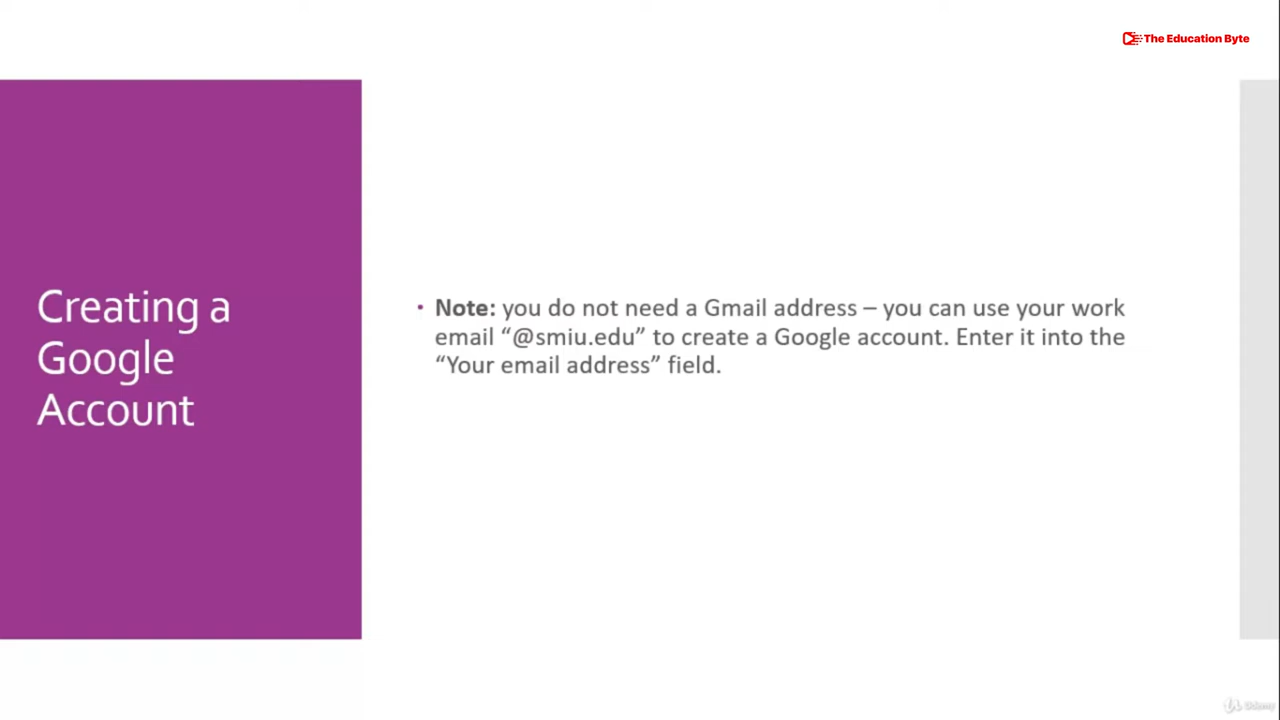 The Education Byte
Creating a
Google
Account
• Note: you do not need a Gmail address – you can use your work
email “@smiu.edu” to create a Google account. Enter it into the
“Your email address” field.
Udemy